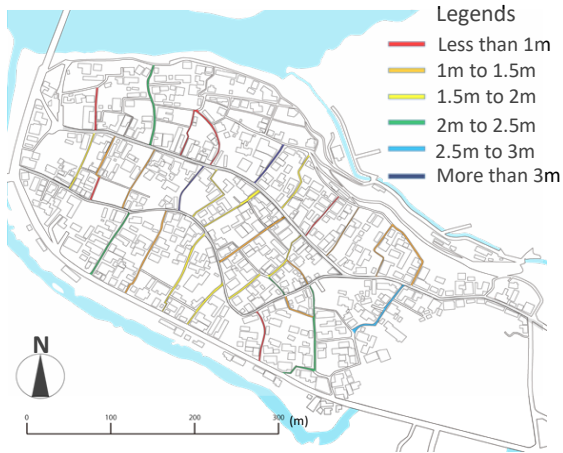 Legends
Less than 1m
1m to 1.5m
1.5m to 2m
2m to 2.5m
2.5m to 3m
More than 3m
N
0 100 200 300 (m)